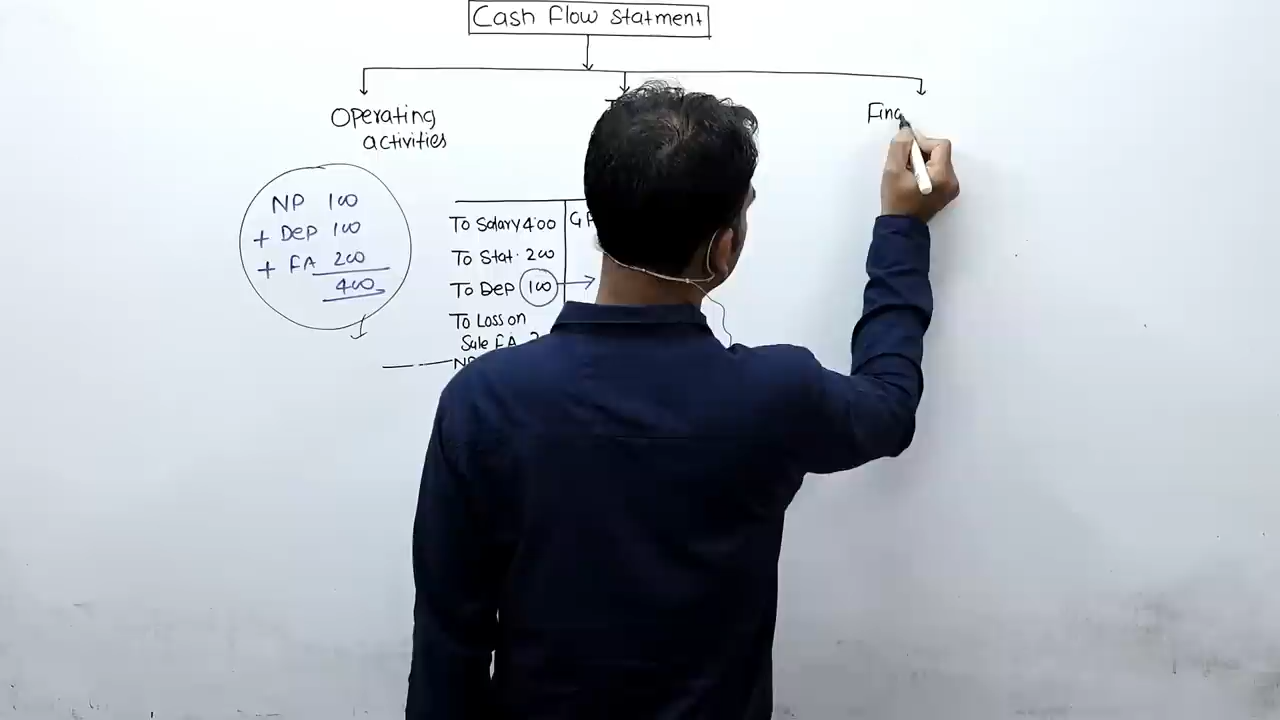 Cash Flow Statment
Operating
activities
Fina
NP 100
+ Dep 100
+ FA 200
400
To Salary 400
To Stat. 200
To Dep 100
To Loss on
Sale FA